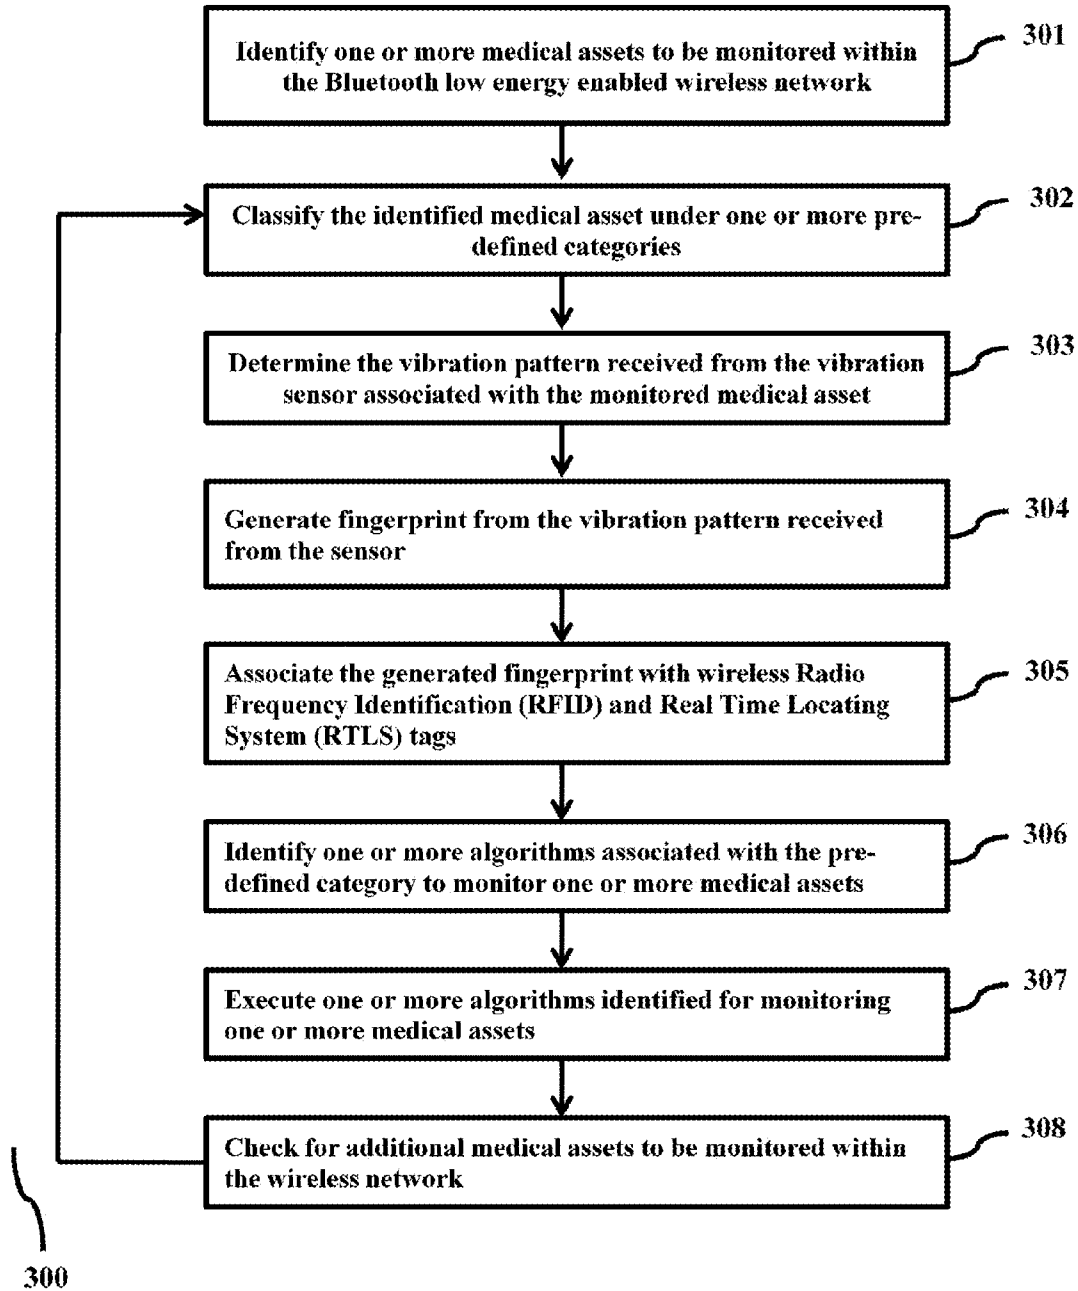 Identify one or more medical assets to be monitored within
the Bluetooth low energy enabled wireless network
301
Classify the identified medical asset under one or more pre-
defined categories
302
Determine the vibration pattern received from the vibration
sensor associated with the monitored medical asset
303
Generate fingerprint from the vibration pattern received
from the sensor
304
Associate the generated fingerprint with wireless Radio
Frequency Identification (RFID) and Real Time Locating
System (RTLS) tags
305
Identify one or more algorithms associated with the pre-
defined category to monitor one or more medical assets
306
Execute one or more algorithms identified for monitoring
one or more medical assets
307
Check for additional medical assets to be monitored within
the wireless network
308
300